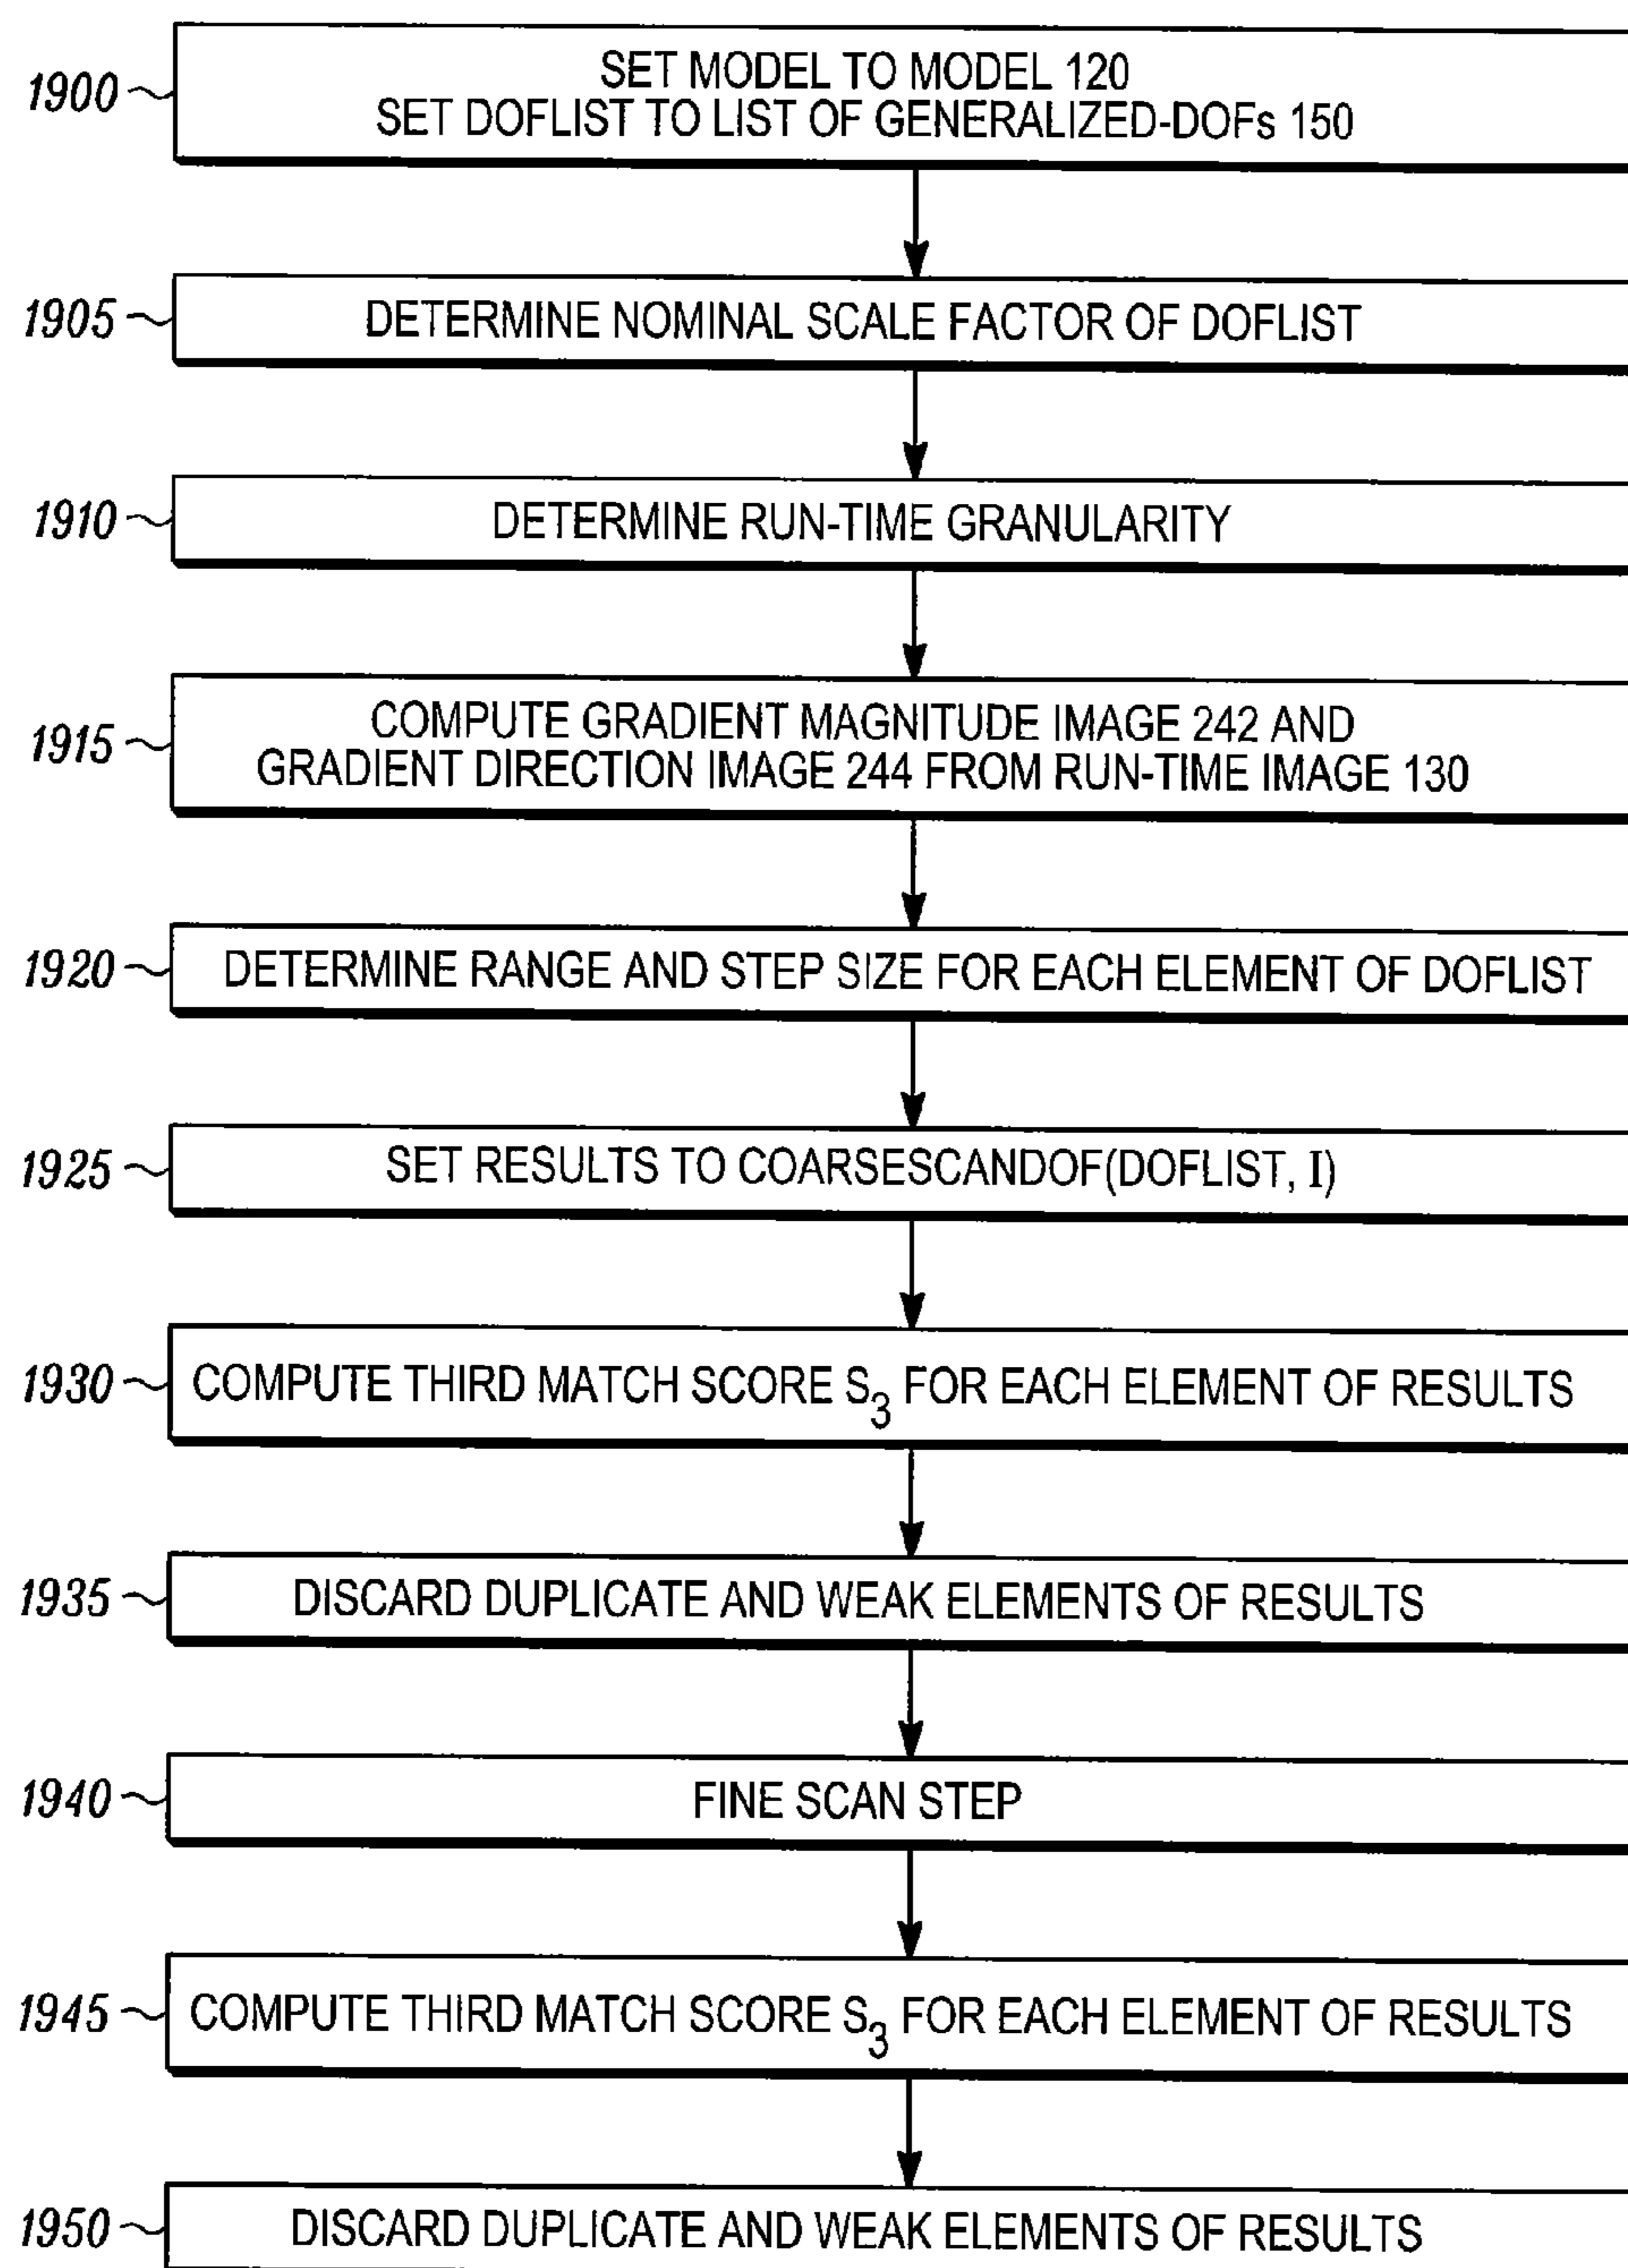 1900
SET MODEL TO MODEL 120
SET DOFLIST TO LIST OF GENERALIZED-DOFs 150
1905
DETERMINE NOMINAL SCALE FACTOR OF DOFLIST
1910
DETERMINE RUN-TIME GRANULARITY
1915
COMPUTE GRADIENT MAGNITUDE IMAGE 242 AND
GRADIENT DIRECTION IMAGE 244 FROM RUN-TIME IMAGE 130
1920
DETERMINE RANGE AND STEP SIZE FOR EACH ELEMENT OF DOFLIST
1925
SET RESULTS TO COARSESCANDOF(DOFLIST, I)
1930
COMPUTE THIRD MATCH SCORE S3 FOR EACH ELEMENT OF RESULTS
1935
DISCARD DUPLICATE AND WEAK ELEMENTS OF RESULTS
1940
FINE SCAN STEP
1945
COMPUTE THIRD MATCH SCORE S3 FOR EACH ELEMENT OF RESULTS
1950
DISCARD DUPLICATE AND WEAK ELEMENTS OF RESULTS